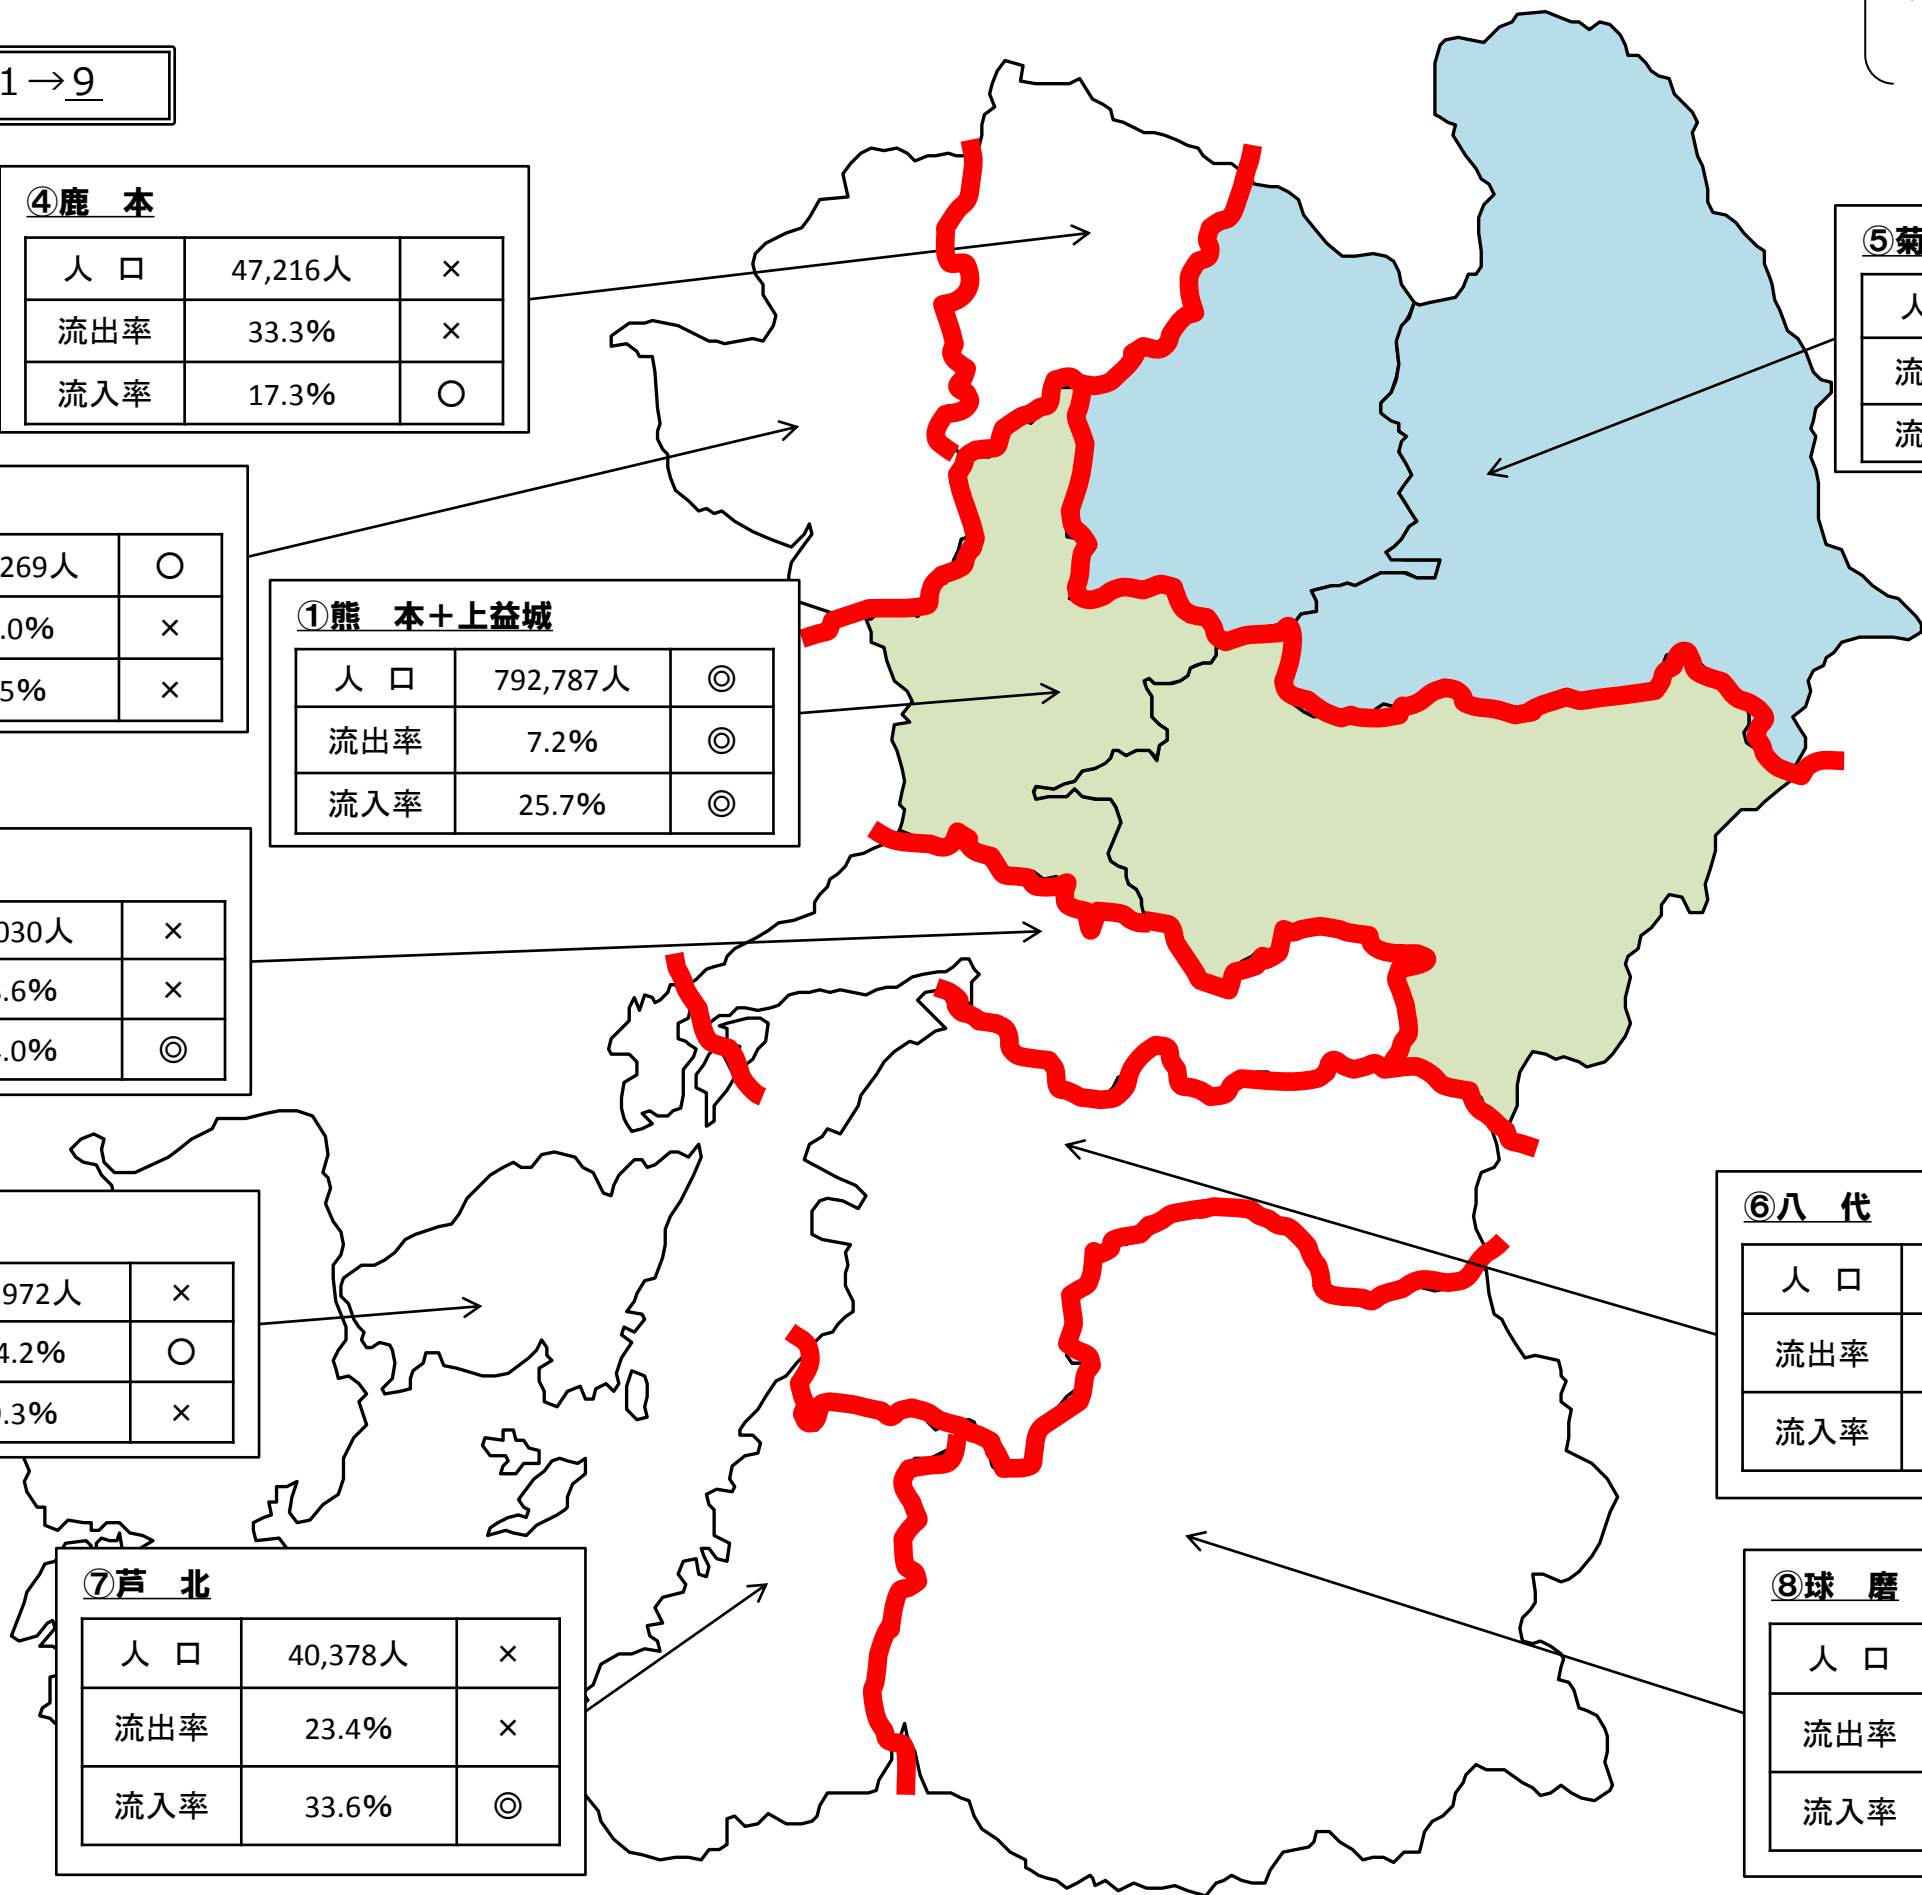 1→9
④鹿 本
人 口 47,216人 ×
流出率 33.3% ×
流入率 17.3% ○
269人 ○
.0% ×
5% ×
①熊 本＋上益城
人 口 792,787人 ◎
流出率 7.2% ◎
流入率 25.7% ◎
030人 ×
.6% ×
.0% ◎
972人 ×
4.2% ○
.3% ×
⑦芦 北
人 口 40,378人 ×
流出率 23.4% ×
流入率 33.6% ◎
⑤菊
人
流
流
⑥八 代
人 口
流出率
流入率
⑧球 磨
人 口
流出率
流入率